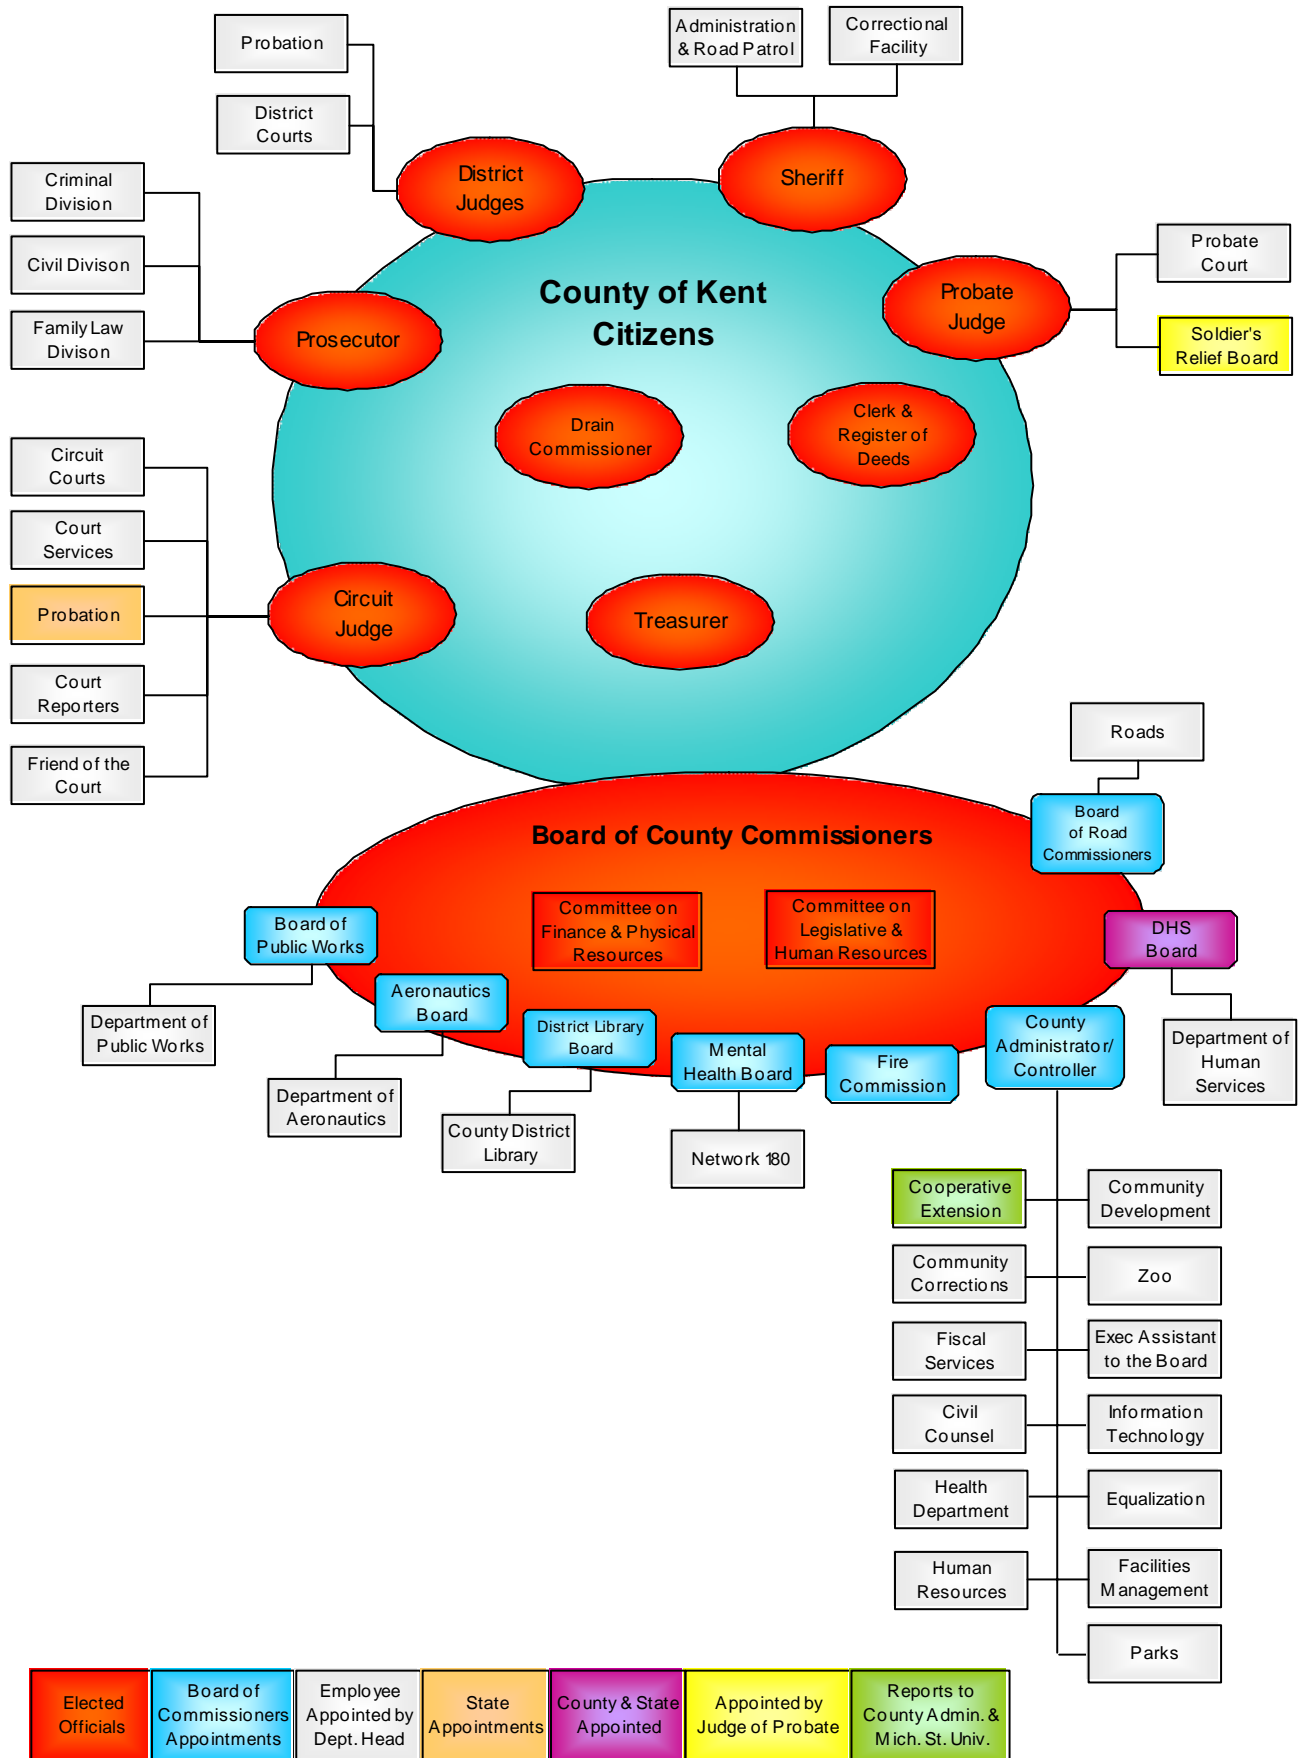 Probation
District
Courts
Administration
& Road Patrol
Correctional
Facility
District
Judges
Sheriff
Criminal
Division
Civil Divison
Family Law
Divison
Prosecutor
County of Kent
Citizens
Probate
Judge
Probate
Court
Soldier's
Relief Board
Drain
Commissioner
Clerk &
Register of
Deeds
Circuit
Courts
Court
Services
Probation
Court
Reporters
Friend of the
Court
Circuit
Judge
Treasurer
Roads
Board
of Road
Commissioners
Board of County Commissioners
Committee on
Finance & Physical
Resources
Committee on
Legislative &
Human Resources
Board of
Public Works
DHS
Board
Aeronautics
Board
District Library
Board
Mental
Health Board
Fire
Commission
County
Administrator/
Controller
Department of
Public Works
Department of
Aeronautics
County District
Library
Network 180
Department of
Human
Services
Cooperative
Extension
Community
Development
Community
Corrections
Zoo
Fiscal
Services
Exec Assistant
to the Board
Civil
Counsel
Information
Technology
Health
Department
Equalization
Human
Resources
Facilities
Management
Parks
Elected
Officials
Board of
Commissioners
Appointments
Employee
Appointed by
Dept. Head
State
Appointments
County & State
Appointed
Appointed by
Judge of Probate
Reports to
County Admin. &
Mich. St. Univ.